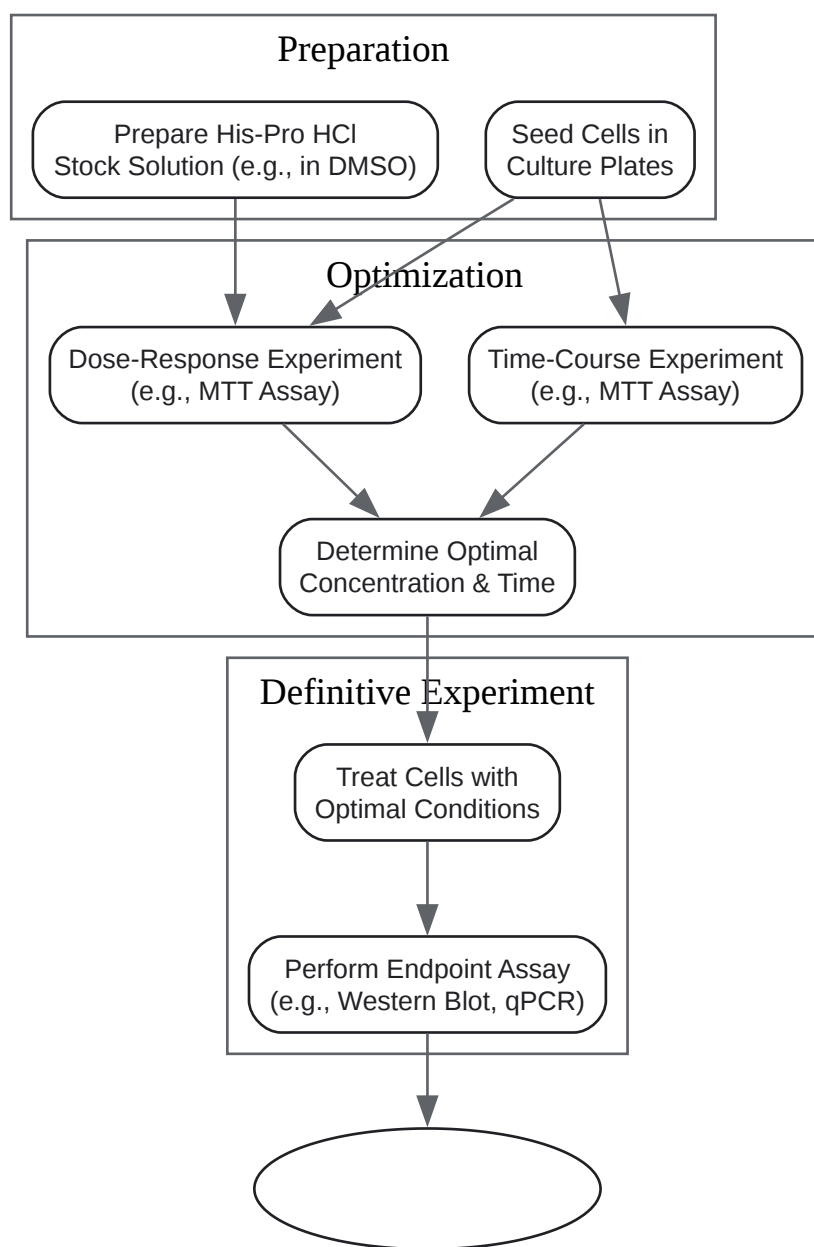 Preparation
Prepare His-Pro HCl
Stock Solution (e.g., in DMSO)
Seed Cells in
Culture Plates
Optimization
Dose-Response Experiment
(e.g., MTT Assay)
Time-Course Experiment
(e.g., MTT Assay)
Determine Optimal
Concentration & Time
Definitive Experiment
Treat Cells with
Optimal Conditions
Perform Endpoint Assay
(e.g., Western Blot, qPCR)